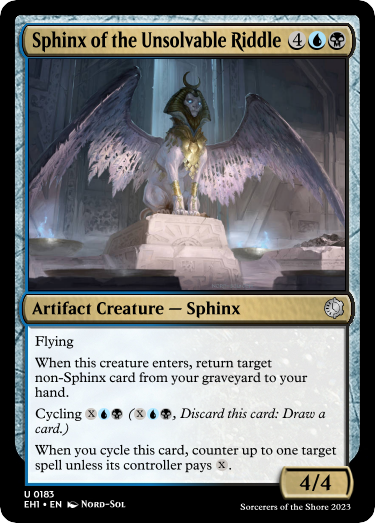 Sphinx of the Unsolvable Riddle 4
Artifact Creature — Sphinx
Flying
When this creature enters, return target
non-Sphinx card from your graveyard to your
hand.
Cycling X (X, Discard this card: Draw a
card.)
When you cycle this card, counter up to one target
spell unless its controller pays X.
4/4
U 0183
EH1 • EN Nord-Sol
Sorcerers of the Shore 2023